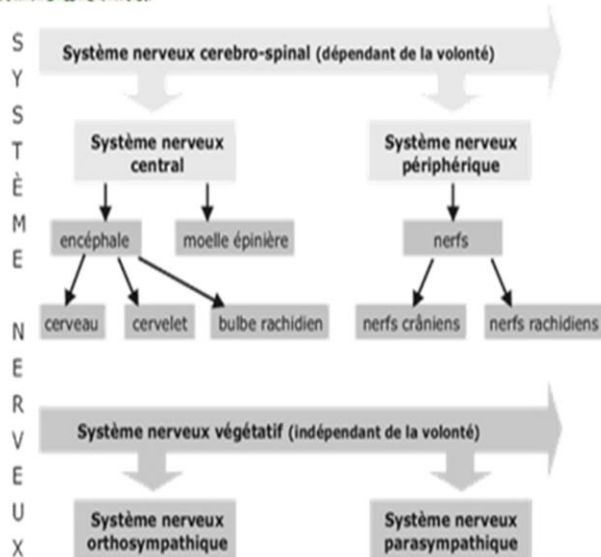 SYSTÈME NERVEUX
Système nerveux cerebro-spinal (dépendant de la volonté)
Système nerveux
central
Système nerveux
périphérique
encéphale
moelle épinière
nerfs
cerveau
cervelet
bulbe rachidien
nerfs crâniens
nerfs rachidiens
Système nerveux végétatif (indépendant de la volonté)
Système nerveux
orthosympathique
Système nerveux
parasympathique